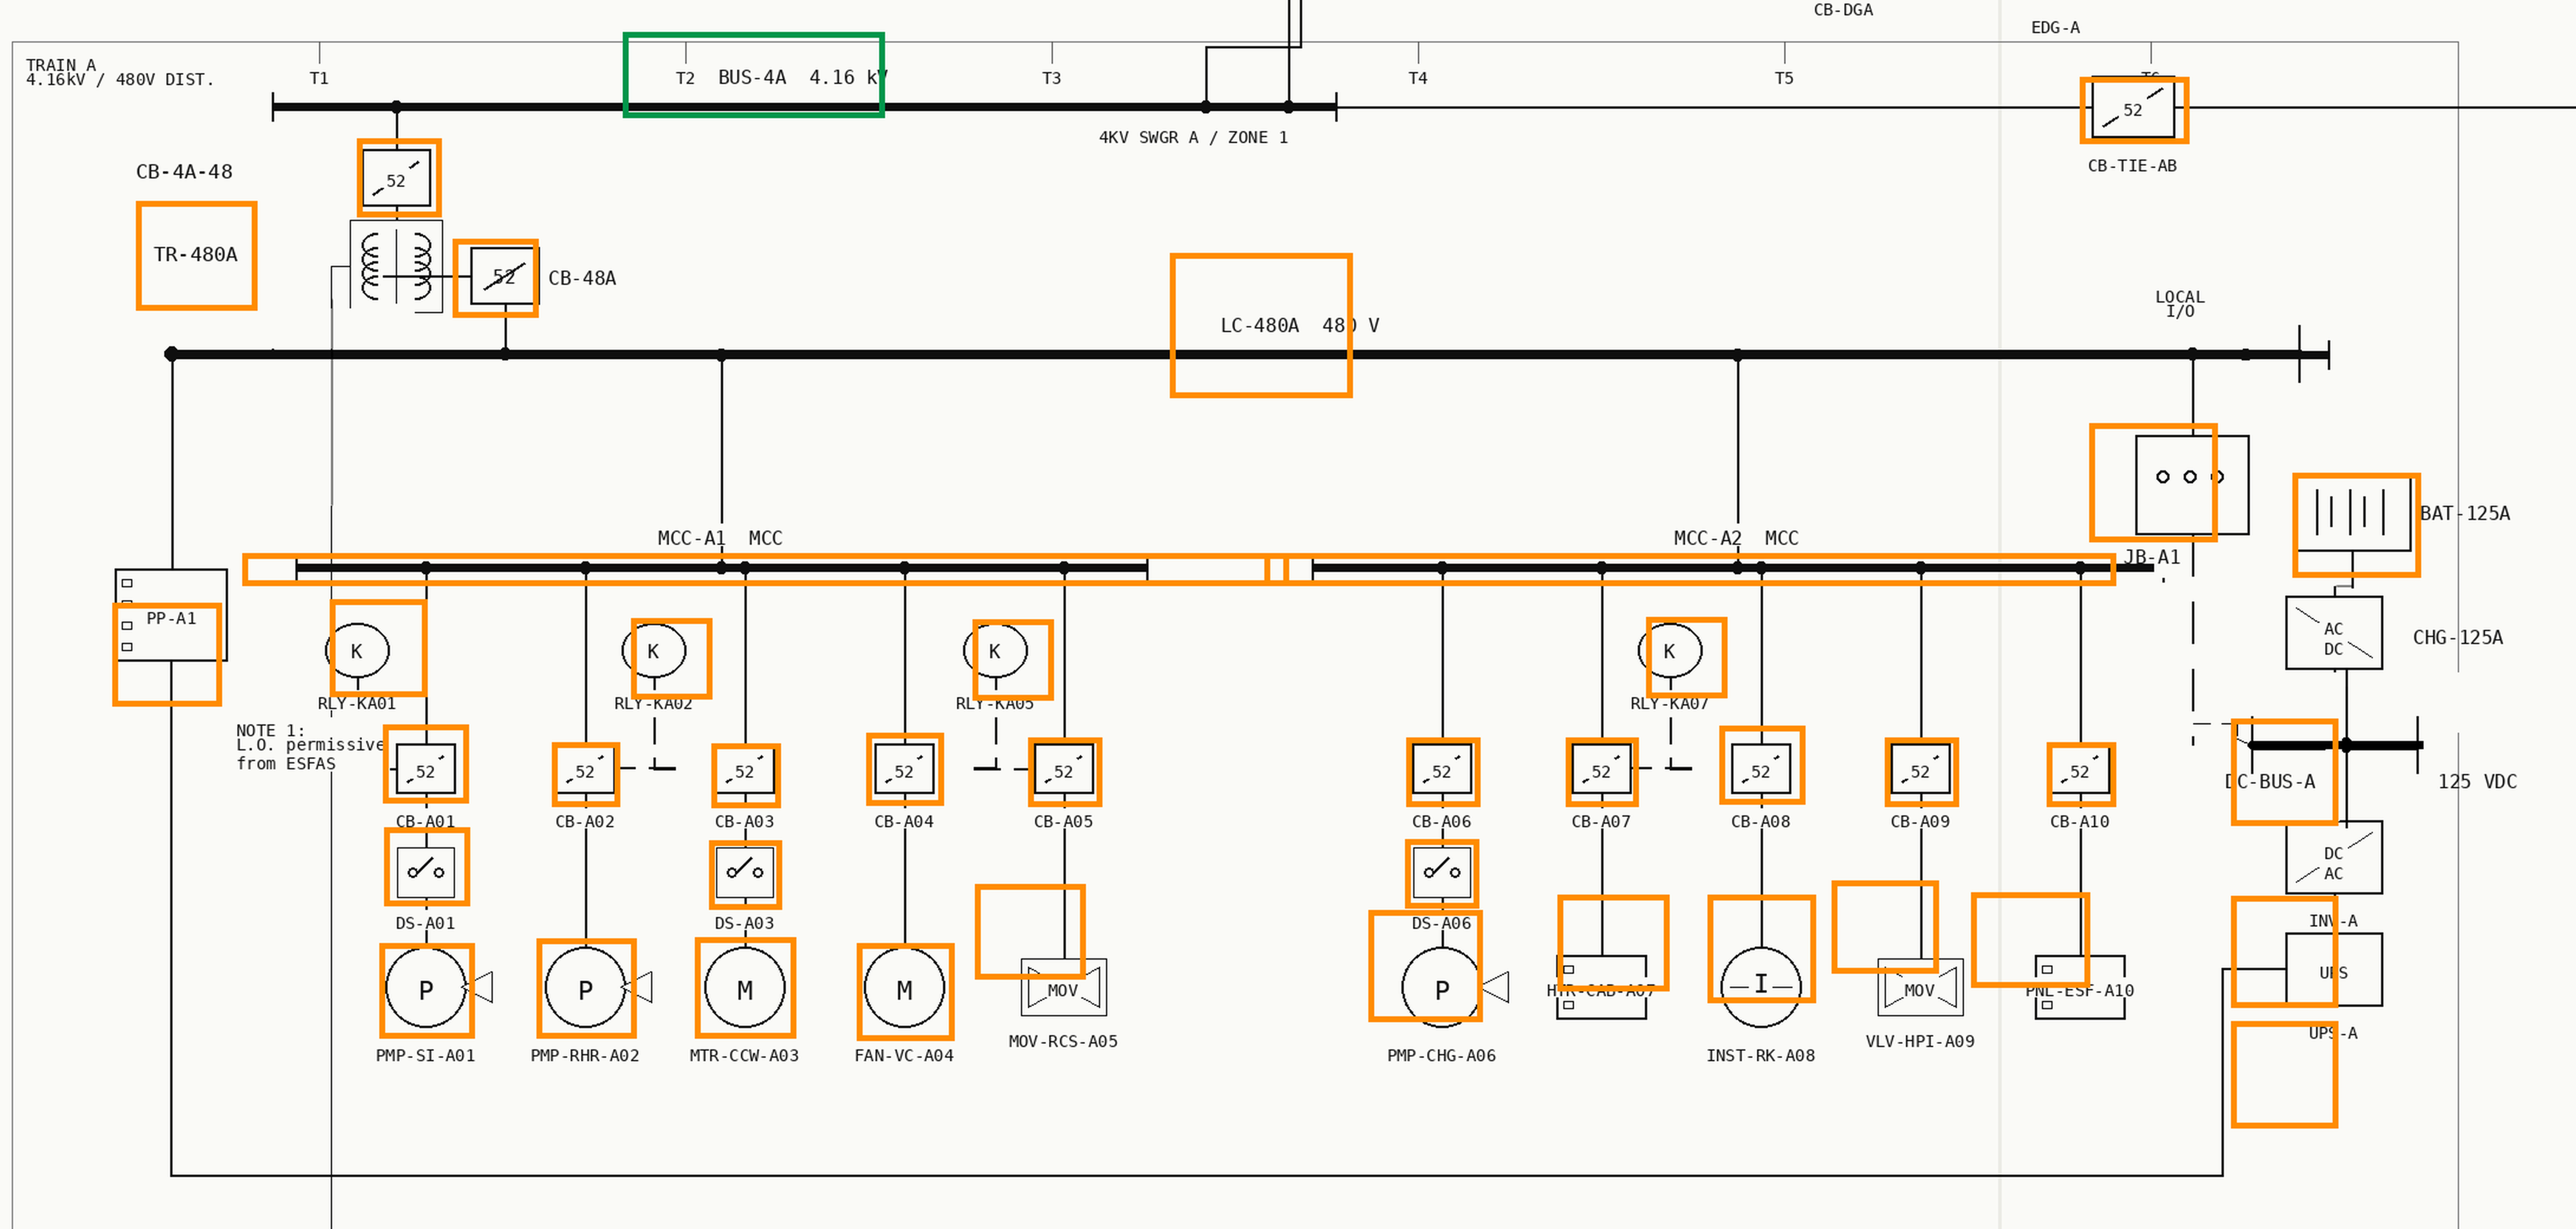 CB-DGA
EDG-A
TRAIN A
4.16kV / 480V DIST.
T1
T2
BUS-4A 4.16 kV
T3
T4
T5
T6
52
4KV SWGR A / ZONE 1
CB-TIE-AB
CB-4A-48
52
TR-480A
52
CB-48A
LOCAL
I/O
LC-480A 480 V
BAT-125A
MCC-A1 MCC
MCC-A2 MCC
JB-A1
PP-A1
AC
DC
CHG-125A
K
K
K
K
RLY-KA01
RLY-KA02
RLY-KA05
RLY-KA07
NOTE 1:
L.O. permissive
from ESFAS
52
52
52
52
52
52
52
52
52
52
DC-BUS-A
125 VDC
CB-A01
CB-A02
CB-A03
CB-A04
CB-A05
CB-A06
CB-A07
CB-A08
CB-A09
CB-A10
DC
AC
DS-A01
DS-A03
DS-A06
INV-A
P
P
M
M
MOV
P
HTR-CAB-A07
I
MOV
PNL-ESF-A10
UPS
UPS-A
PMP-SI-A01
PMP-RHR-A02
MTR-CCW-A03
FAN-VC-A04
MOV-RCS-A05
PMP-CHG-A06
INST-RK-A08
VLV-HPI-A09